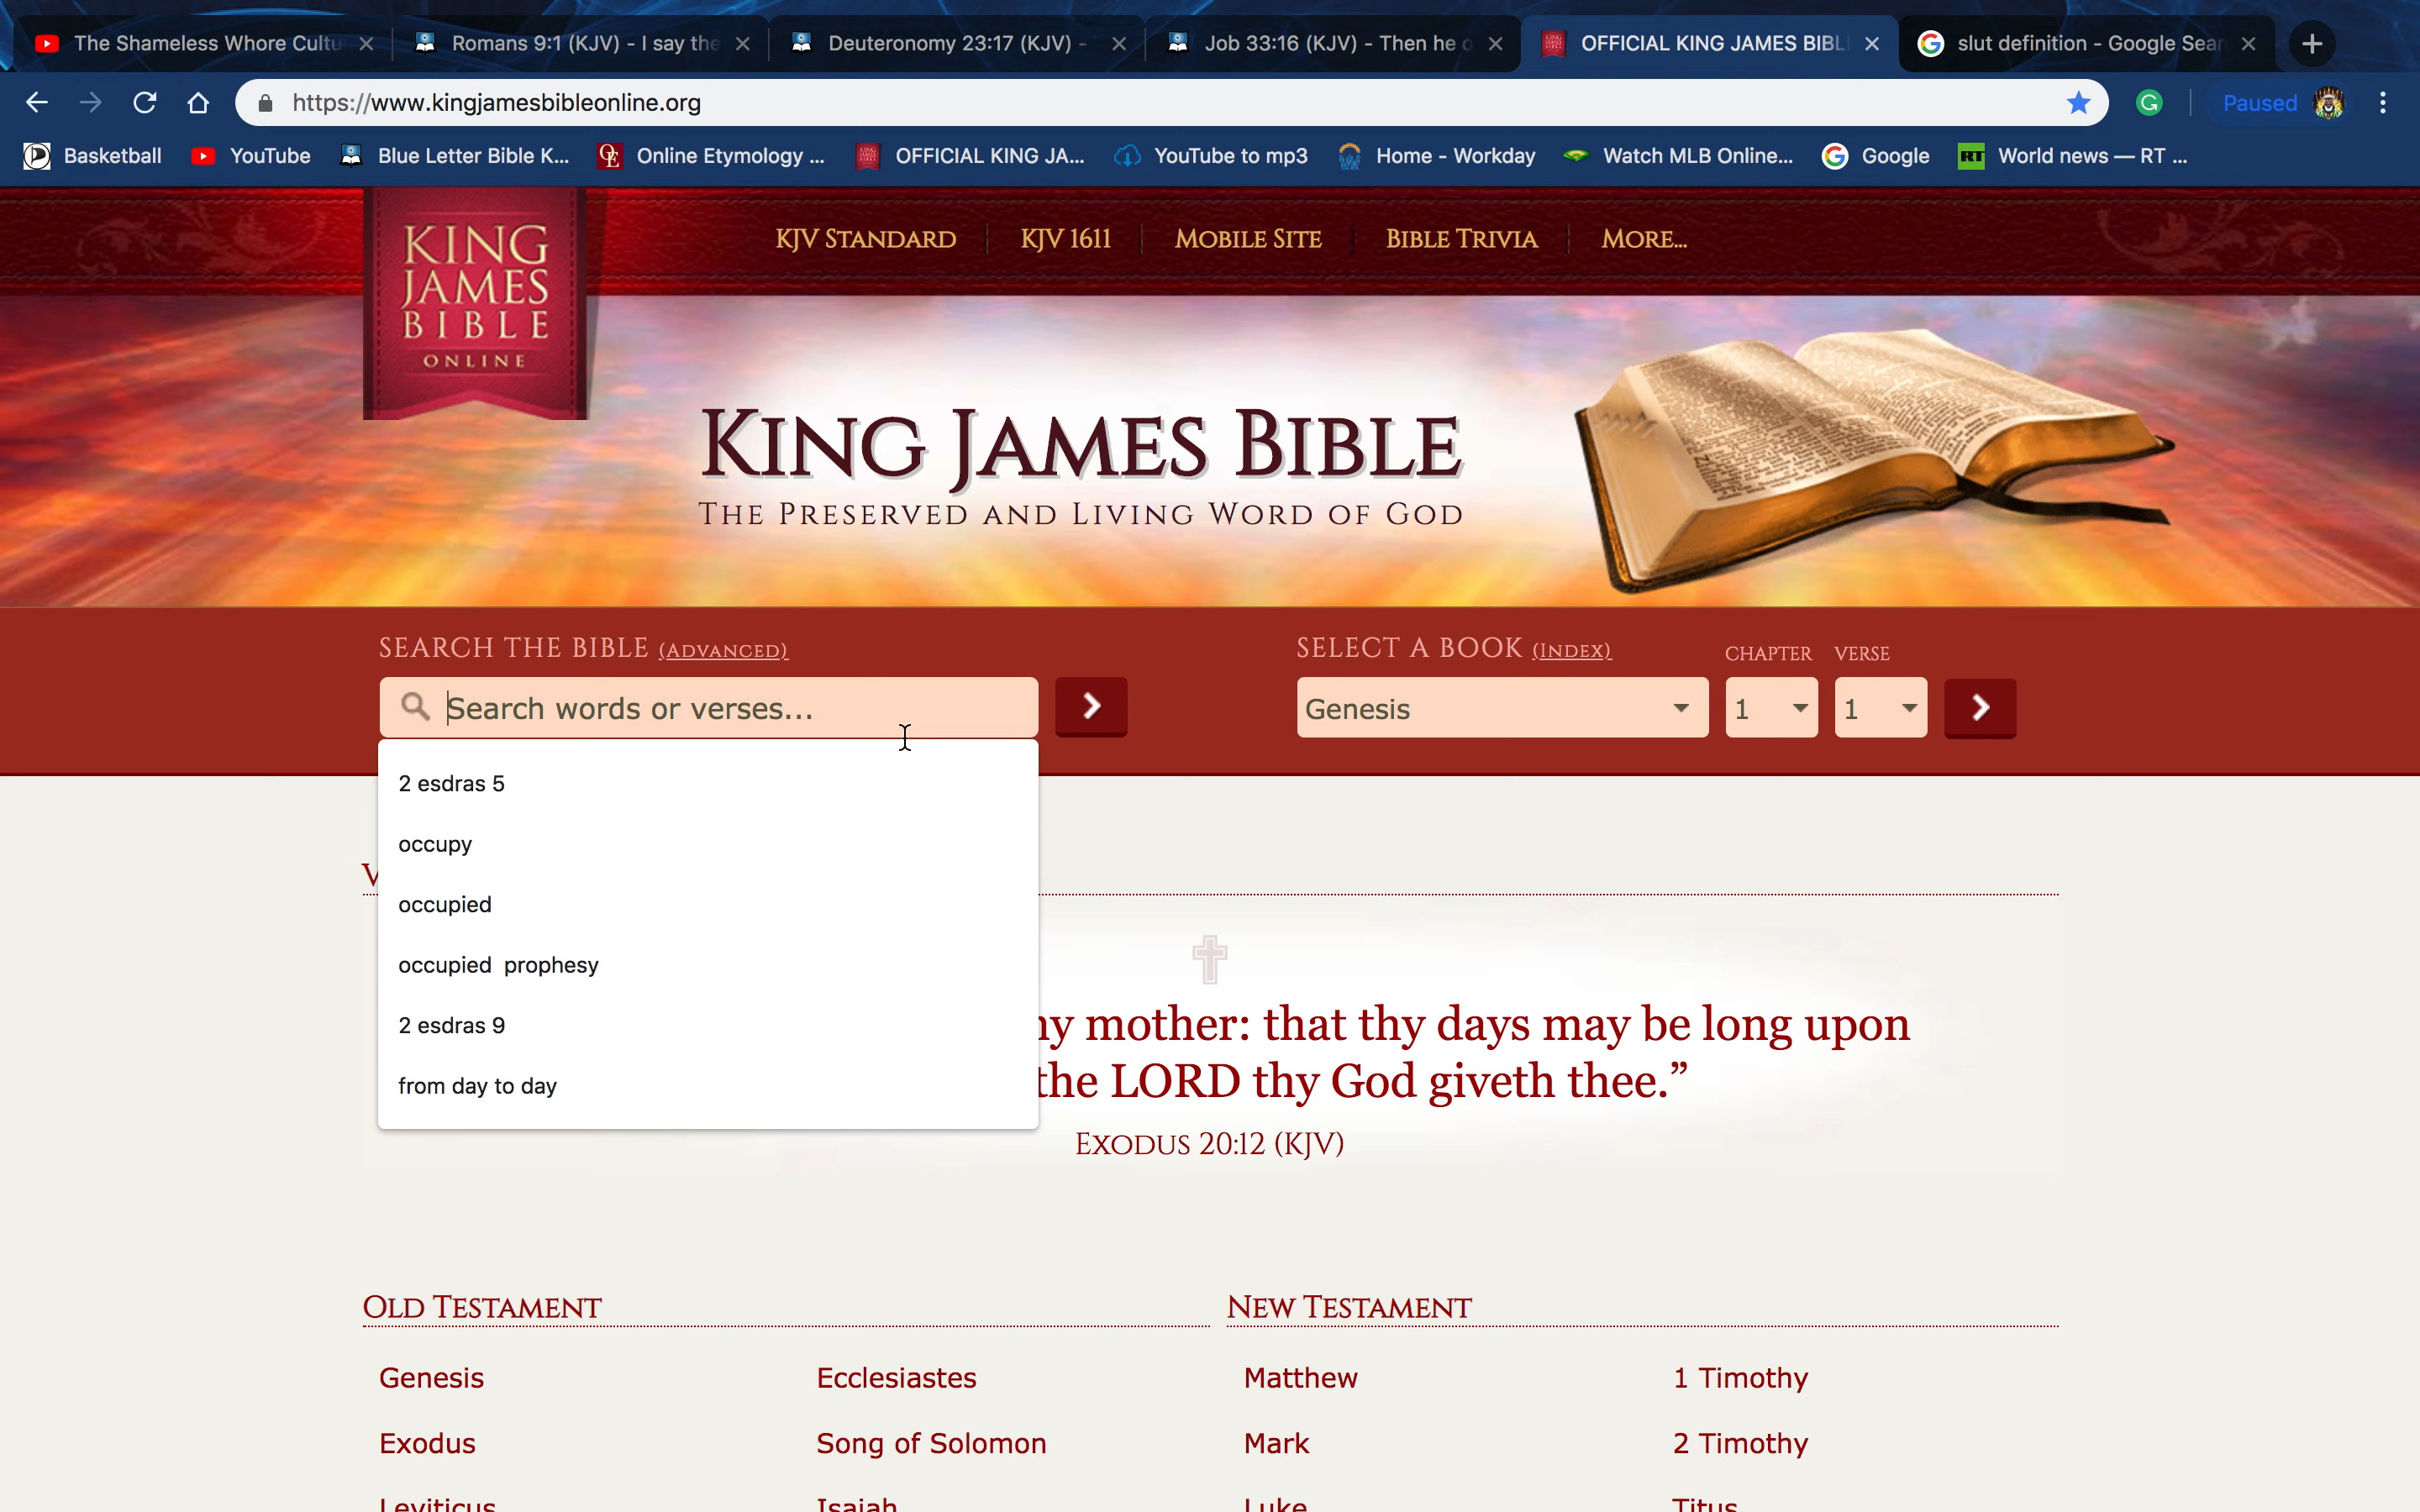 The Shameless Whore Cultu
Romans 9:1 (KJV) - I say the
Deuteronomy 23:17 (KJV) -
Job 33:16 (KJV) - Then he o
OFFICIAL KING JAMES BIBL
slut definition - Google Sear
https://www.kingjamesbibleonline.org
Paused
Basketball
YouTube
Blue Letter Bible K...
Online Etymology ...
OFFICIAL KING JA...
YouTube to mp3
Home - Workday
Watch MLB Online...
Google
RT
World news — RT ...
KING
JAMES
BIBLE
ONLINE
KJV STANDARD
KJV 1611
MOBILE SITE
BIBLE TRIVIA
MORE...
KING JAMES BIBLE
THE PRESERVED AND LIVING WORD OF GOD
SEARCH THE BIBLE (ADVANCED)
SELECT A BOOK (INDEX)
CHAPTER
VERSE
Search words or verses...
Genesis
1
1
2 esdras 5
occupy
occupied
occupied prophesy
2 esdras 9
from day to day
V
hy mother: that thy days may be long upon
the LORD thy God giveth thee.”
EXODUS 20:12 (KJV)
OLD TESTAMENT
NEW TESTAMENT
Genesis
Ecclesiastes
Matthew
1 Timothy
Exodus
Song of Solomon
Mark
2 Timothy
Leviticus
Isaiah
Luke
Titus